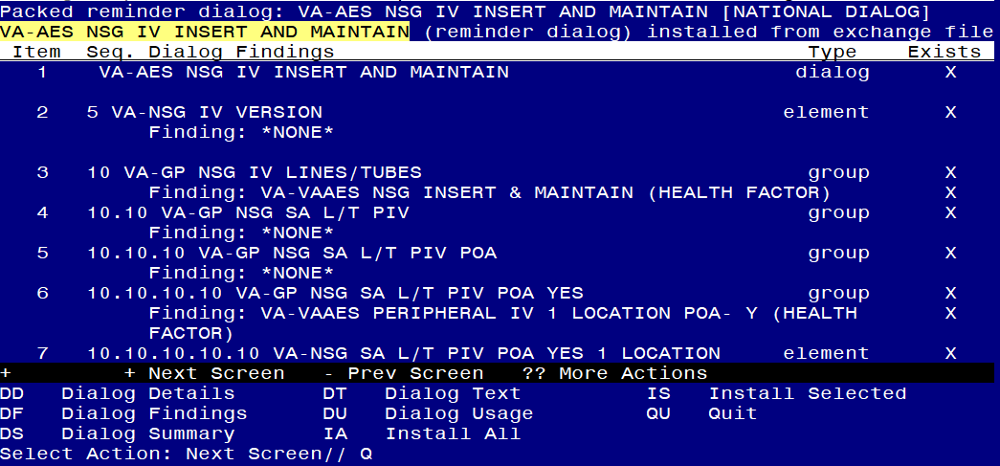 Packed reminder dialog: VA-AES NSG IV INSERT AND MAINTAIN [NATIONAL DIALOG]
VA-AES NSG IV INSERT AND MAINTAIN (reminder dialog) installed from exchange file
Item Seq. Dialog Findings Type Exists
1 VA-AES NSG IV INSERT AND MAINTAIN dialog X
2 5 VA-NSG IV VERSION element X
Finding: *NONE*
3 10 VA-GP NSG IV LINES/TUBES group X
Finding: VA-VAAES NSG INSERT & MAINTAIN (HEALTH FACTOR) X
4 10.10 VA-GP NSG SA L/T PIV group X
Finding: *NONE*
5 10.10.10 VA-GP NSG SA L/T PIV POA group X
Finding: *NONE*
6 10.10.10.10 VA-GP NSG SA L/T PIV POA YES group X
Finding: VA-VAAES PERIPHERAL IV 1 LOCATION POA- Y (HEALTH X
FACTOR)
7 10.10.10.10.10 VA-NSG SA L/T PIV POA YES 1 LOCATION element X
+ + Next Screen - Prev Screen ?? More Actions
DD Dialog Details DT Dialog Text IS Install Selected
DF Dialog Findings DU Dialog Usage QU Quit
DS Dialog Summary IA Install All
Select Action: Next Screen// Q